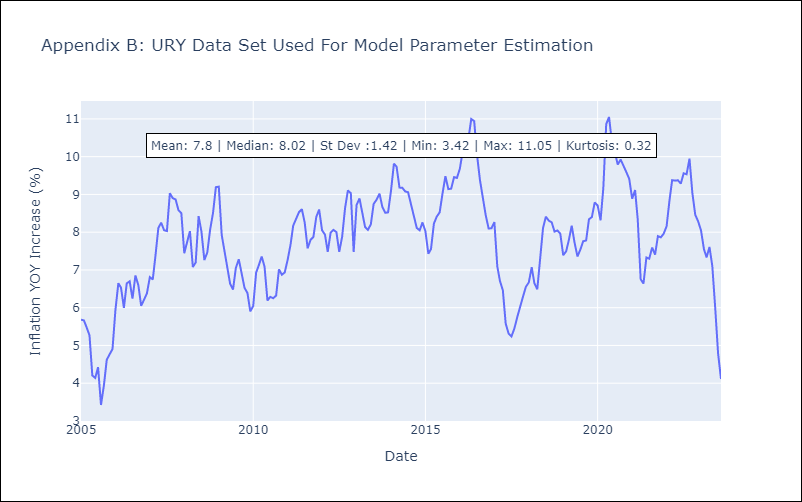 Appendix B: URY Data Set Used For Model Parameter Estimation
11
Mean: 7.8 | Median: 8.02 | St Dev :1.42 | Min: 3.42 | Max: 11.05 | Kurtosis: 0.32
10
9
8
7
6
5
4
3
Inflation YOY Increase (%)
2005 2010 2015 2020
Date